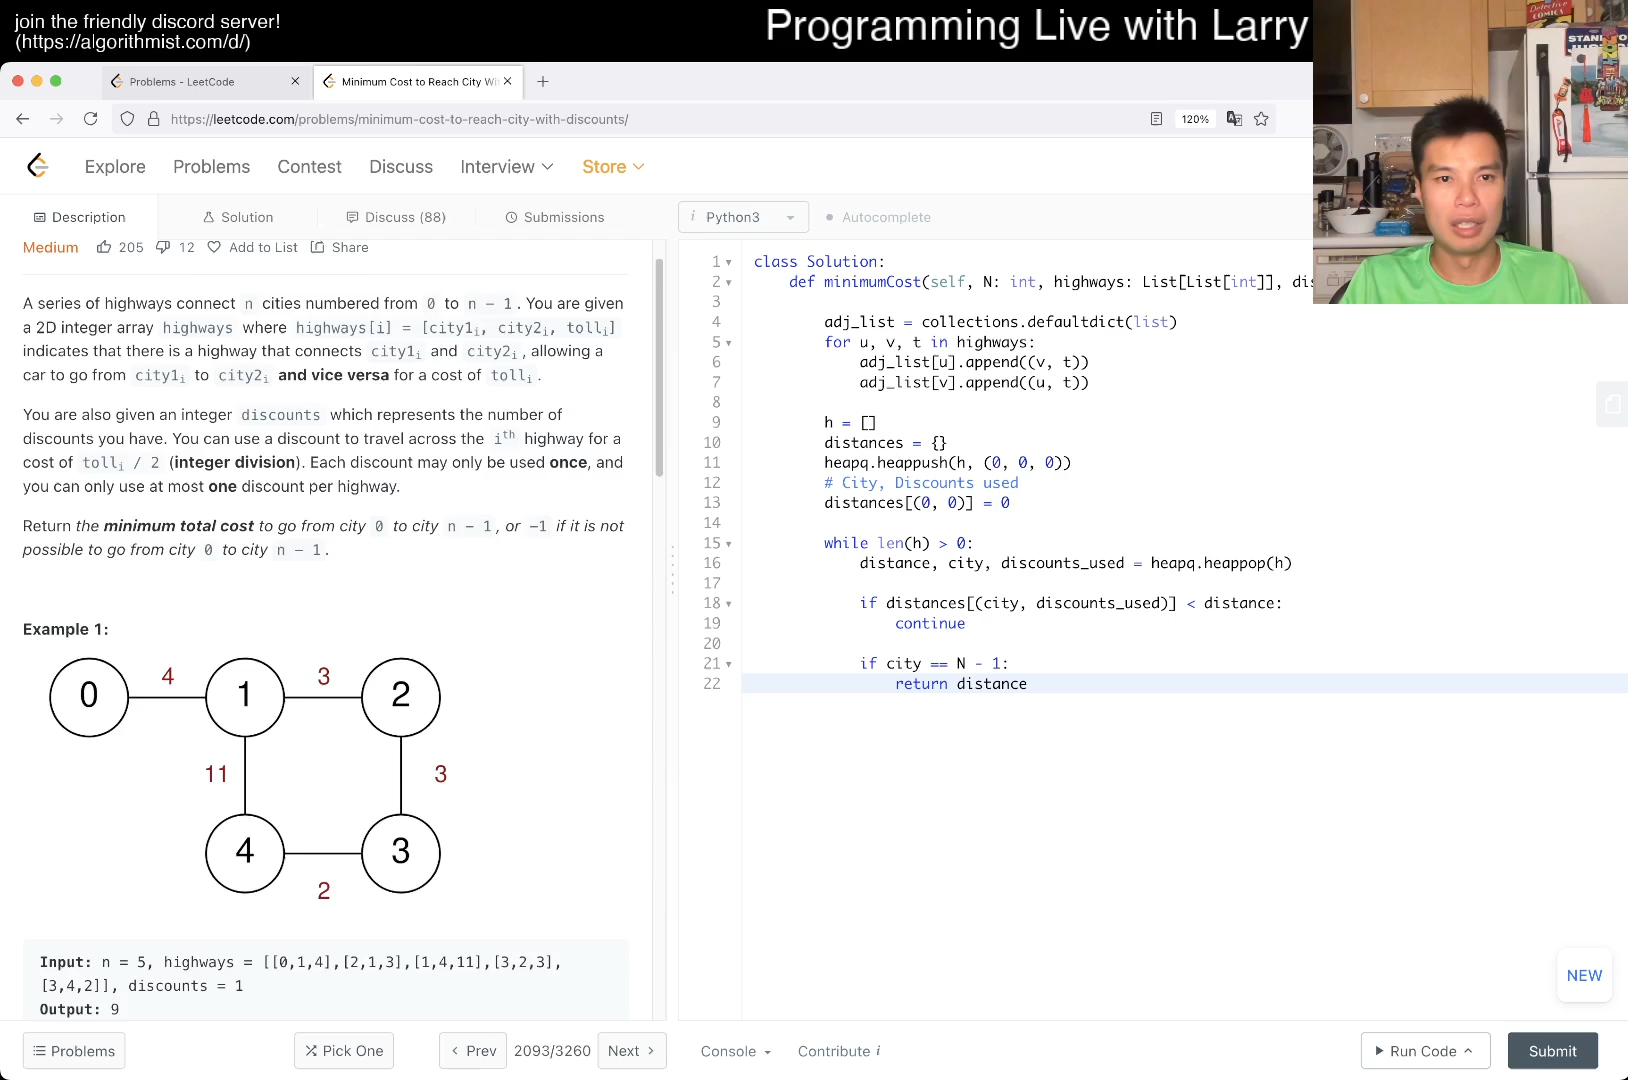 join the friendly discord server!
(https://algorithmist.com/d/)
Programming Live with Larry
Problems - LeetCode
Minimum Cost to Reach City Wi
https://leetcode.com/problems/minimum-cost-to-reach-city-with-discounts/
120%
Explore
Problems
Contest
Discuss
Interview
Store
Description
Solution
Discuss (88)
Submissions
Medium
205
12
Add to List
Share
A series of highways connect n cities numbered from 0 to n - 1. You are given
a 2D integer array highways where highways[i] = [city1i, city2i, tolli]
indicates that there is a highway that connects city1i and city2i, allowing a
car to go from city1i to city2i and vice versa for a cost of tolli.
You are also given an integer discounts which represents the number of
discounts you have. You can use a discount to travel across the ith highway for a
cost of tolli / 2 (integer division). Each discount may only be used once, and
you can only use at most one discount per highway.
Return the minimum total cost to go from city 0 to city n - 1, or -1 if it is not
possible to go from city 0 to city n - 1.
Example 1:
0
4
1
3
2
11
3
4
2
3
Input: n = 5, highways = [[0,1,4],[2,1,3],[1,4,11],[3,2,3],
[3,4,2]], discounts = 1
Output: 9
i Python3
Autocomplete
1 class Solution:
2 def minimumCost(self, N: int, highways: List[List[int]], dis
3
4 adj_list = collections.defaultdict(list)
5 for u, v, t in highways:
6 adj_list[u].append((v, t))
7 adj_list[v].append((u, t))
8
9 h = []
10 distances = {}
11 heapq.heappush(h, (0, 0, 0))
12 # City, Discounts used
13 distances[(0, 0)] = 0
14
15 while len(h) > 0:
16 distance, city, discounts_used = heapq.heappop(h)
17
18 if distances[(city, discounts_used)] < distance:
19 continue
20
21 if city == N - 1:
22 return distance
NEW
Problems
Pick One
Prev
2093/3260
Next
Console
Contribute i
Run Code
Submit